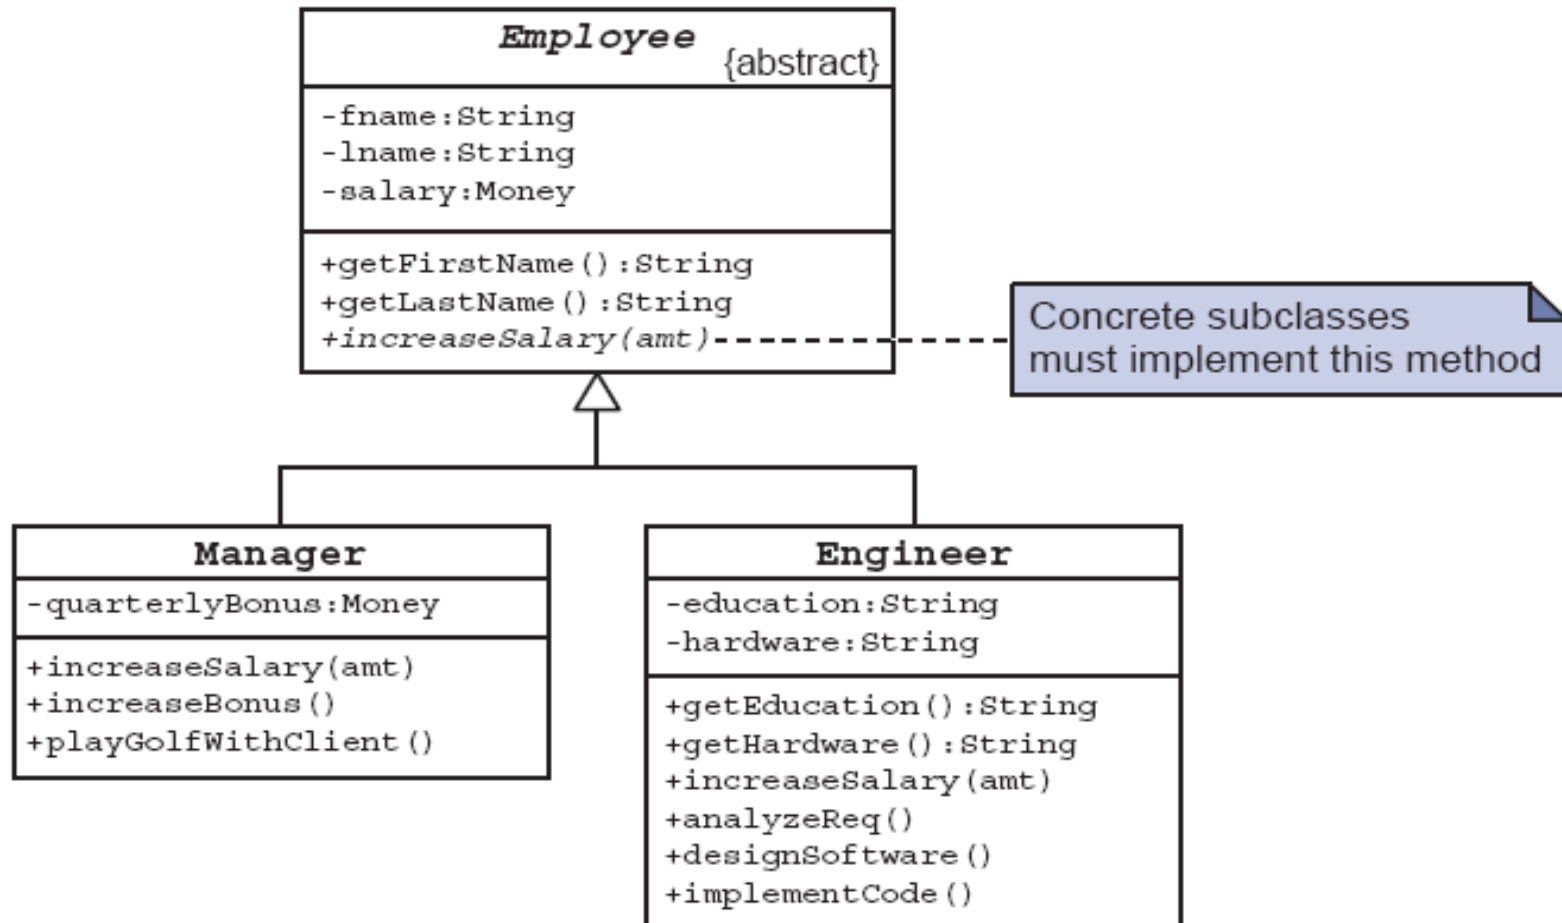 Employee
{abstract}
-fname:String
-lname:String
-salary:Money
+getFirstName():String
+getLastName():String
+increaseSalary(amt)
Concrete subclasses
must implement this method
Manager
-quarterlyBonus:Money
+increaseSalary(amt)
+increaseBonus()
+playGolfWithClient()
Engineer
-education:String
-hardware:String
+getEducation():String
+getHardware():String
+increaseSalary(amt)
+analyzeReq()
+designSoftware()
+implementCode()